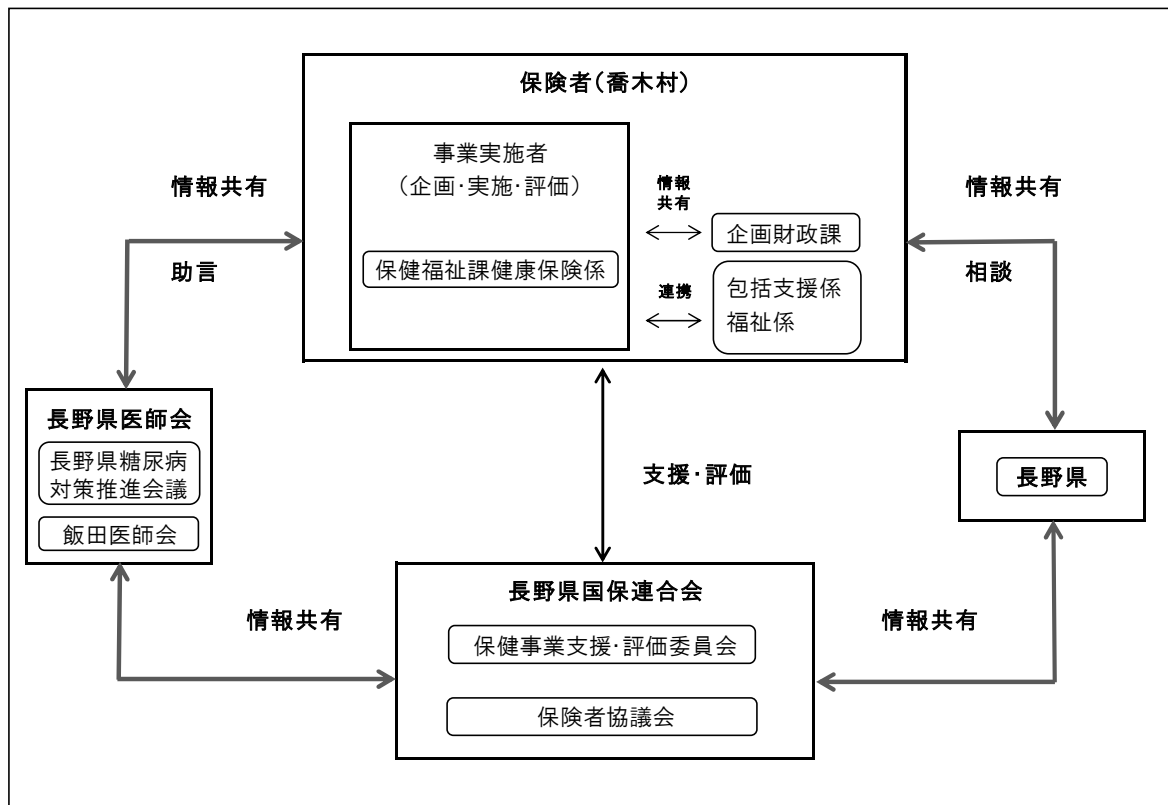 保険者(喬木村)
事業実施者
(企画・実施・評価)
保健福祉課健康保険係
情報
共有
企画財政課
連携
包括支援係
福祉係
情報共有
助言
情報共有
相談
長野県医師会
長野県糖尿病
対策推進会議
飯田医師会
支援・評価
長野県
情報共有
長野県国保連合会
保健事業支援・評価委員会
保険者協議会
情報共有